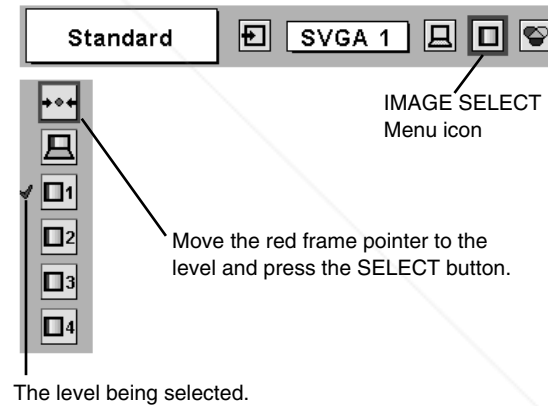 Standard
SVGA 1
IMAGE SELECT
Menu icon
1
Move the red frame pointer to the
2
level and press the SELECT button.
3
4
The level being selected.